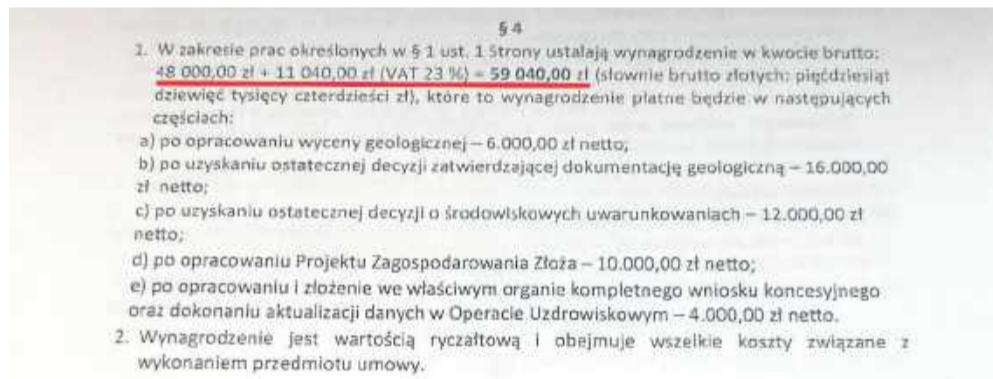 § 4
1. W zakresie prac określonych w § 1 ust. 1 Strony ustalają wynagrodzenie w kwocie brutto:
48 000,00 zł + 11 040,00 zł (VAT 23 %) = 59 040,00 zł (słownie brutto złotych: pięćdziesiąt
dziewięć tysięcy czterdzieści zł), które to wynagrodzenie płatne będzie w następujących
częściach:
a) po opracowaniu wyceny geologicznej – 6.000,00 zł netto;
b) po uzyskaniu ostatecznej decyzji zatwierdzającej dokumentację geologiczną – 16.000,00
zł netto;
c) po uzyskaniu ostatecznej decyzji o środowiskowych uwarunkowaniach – 12.000,00 zł
netto;
d) po opracowaniu Projektu Zagospodarowania Złoża – 10.000,00 zł netto;
e) po opracowaniu i złożenie we właściwym organie kompletnego wniosku koncesyjnego
oraz dokonaniu aktualizacji danych w Operacie Uzdrowiskowym – 4.000,00 zł netto.
2. Wynagrodzenie jest wartością ryczałtową i obejmuje wszelkie koszty związane z
wykonaniem przedmiotu umowy.